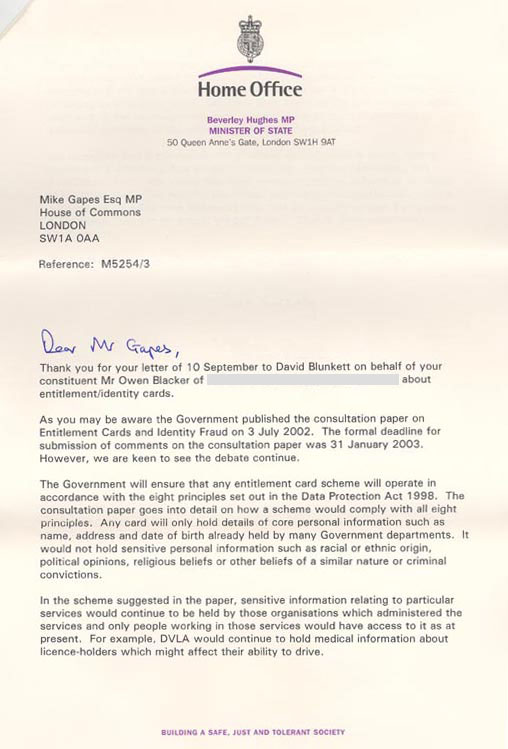 Home Office
Beverley Hughes MP
MINISTER OF STATE
50 Queen Anne's Gate, London SW1H 9AT
Mike Gapes Esq MP
House of Commons
LONDON
SW1A 0AA
Reference: M5254/3
Dear Mr Gapes,
Thank you for your letter of 10 September to David Blunkett on behalf of your
constituent Mr Owen Blacker of about
entitlement/identity cards.
As you may be aware the Government published the consultation paper on
Entitlement Cards and Identity Fraud on 3 July 2002. The formal deadline for
submission of comments on the consultation paper was 31 January 2003.
However, we are keen to see the debate continue.
The Government will ensure that any entitlement card scheme will operate in
accordance with the eight principles set out in the Data Protection Act 1998. The
consultation paper goes into detail on how a scheme would comply with all eight
principles. Any card will only hold details of core personal information such as
name, address and date of birth already held by many Government departments. It
would not hold sensitive personal information such as racial or ethnic origin,
political opinions, religious beliefs or other beliefs of a similar nature or criminal
convictions.
In the scheme suggested in the paper, sensitive information relating to particular
services would continue to be held by those organisations which administered the
services and only people working in those services would have access to it as at
present. For example, DVLA would continue to hold medical information about
licence-holders which might affect their ability to drive.
BUILDING A SAFE, JUST AND TOLERANT SOCIETY